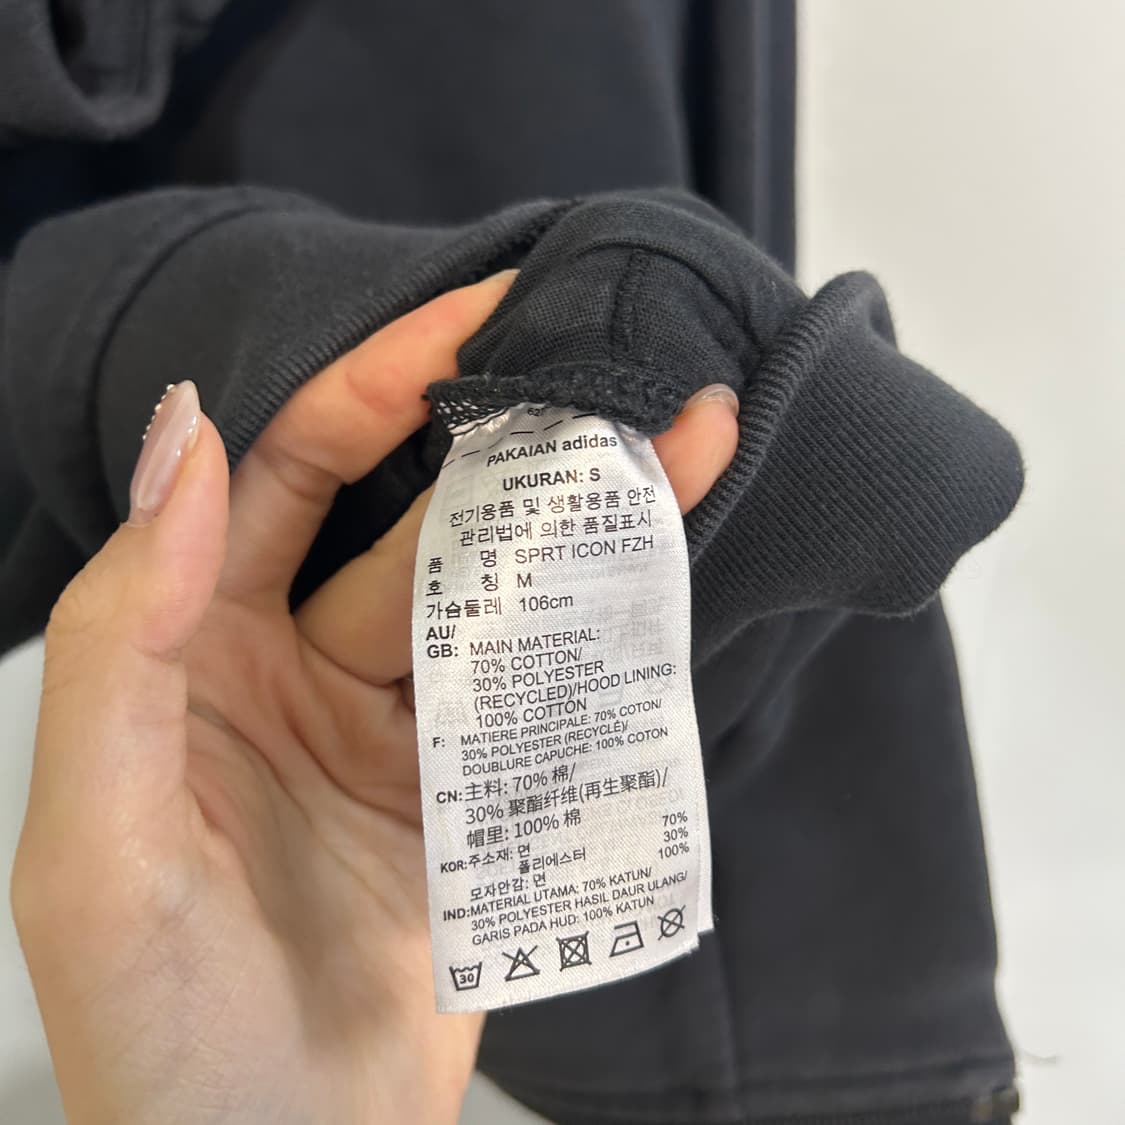 627
PAKAIAN adidas
UKURAN: S
전기용품 및 생활용품 안전
관리법에 의한 품질표시
품 명 SPRT ICON FZH
호 칭 M
가슴둘레 106cm
AU/
GB: MAIN MATERIAL:
70% COTTON/
30% POLYESTER
(RECYCLED)/HOOD LINING:
100% COTTON
F: MATIERE PRINCIPALE: 70% COTON/
30% POLYESTER (RECYCLÉ)/
DOUBLURE CAPUCHE: 100% COTON
CN: 主料: 70% 棉/
30% 聚酯纤维(再生聚酯)/
帽里: 100% 棉
KOR: 주소재: 면 70%
폴리에스터 30%
모자안감: 면 100%
IND: MATERIAL UTAMA: 70% KATUN/
30% POLYESTER HASIL DAUR ULANG/
GARIS PADA HUD: 100% KATUN
30